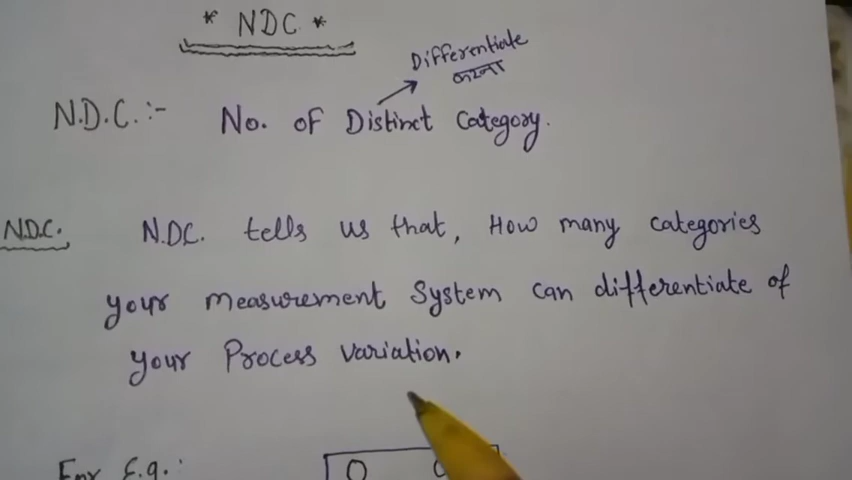 * NDC *
Differentiate
करना
N.D.C. :- No. of Distinct Category.
N.D.C. N.D.C. tells us that, How many categories
your measurement System can differentiate of
your Process variation.
For E.g. :